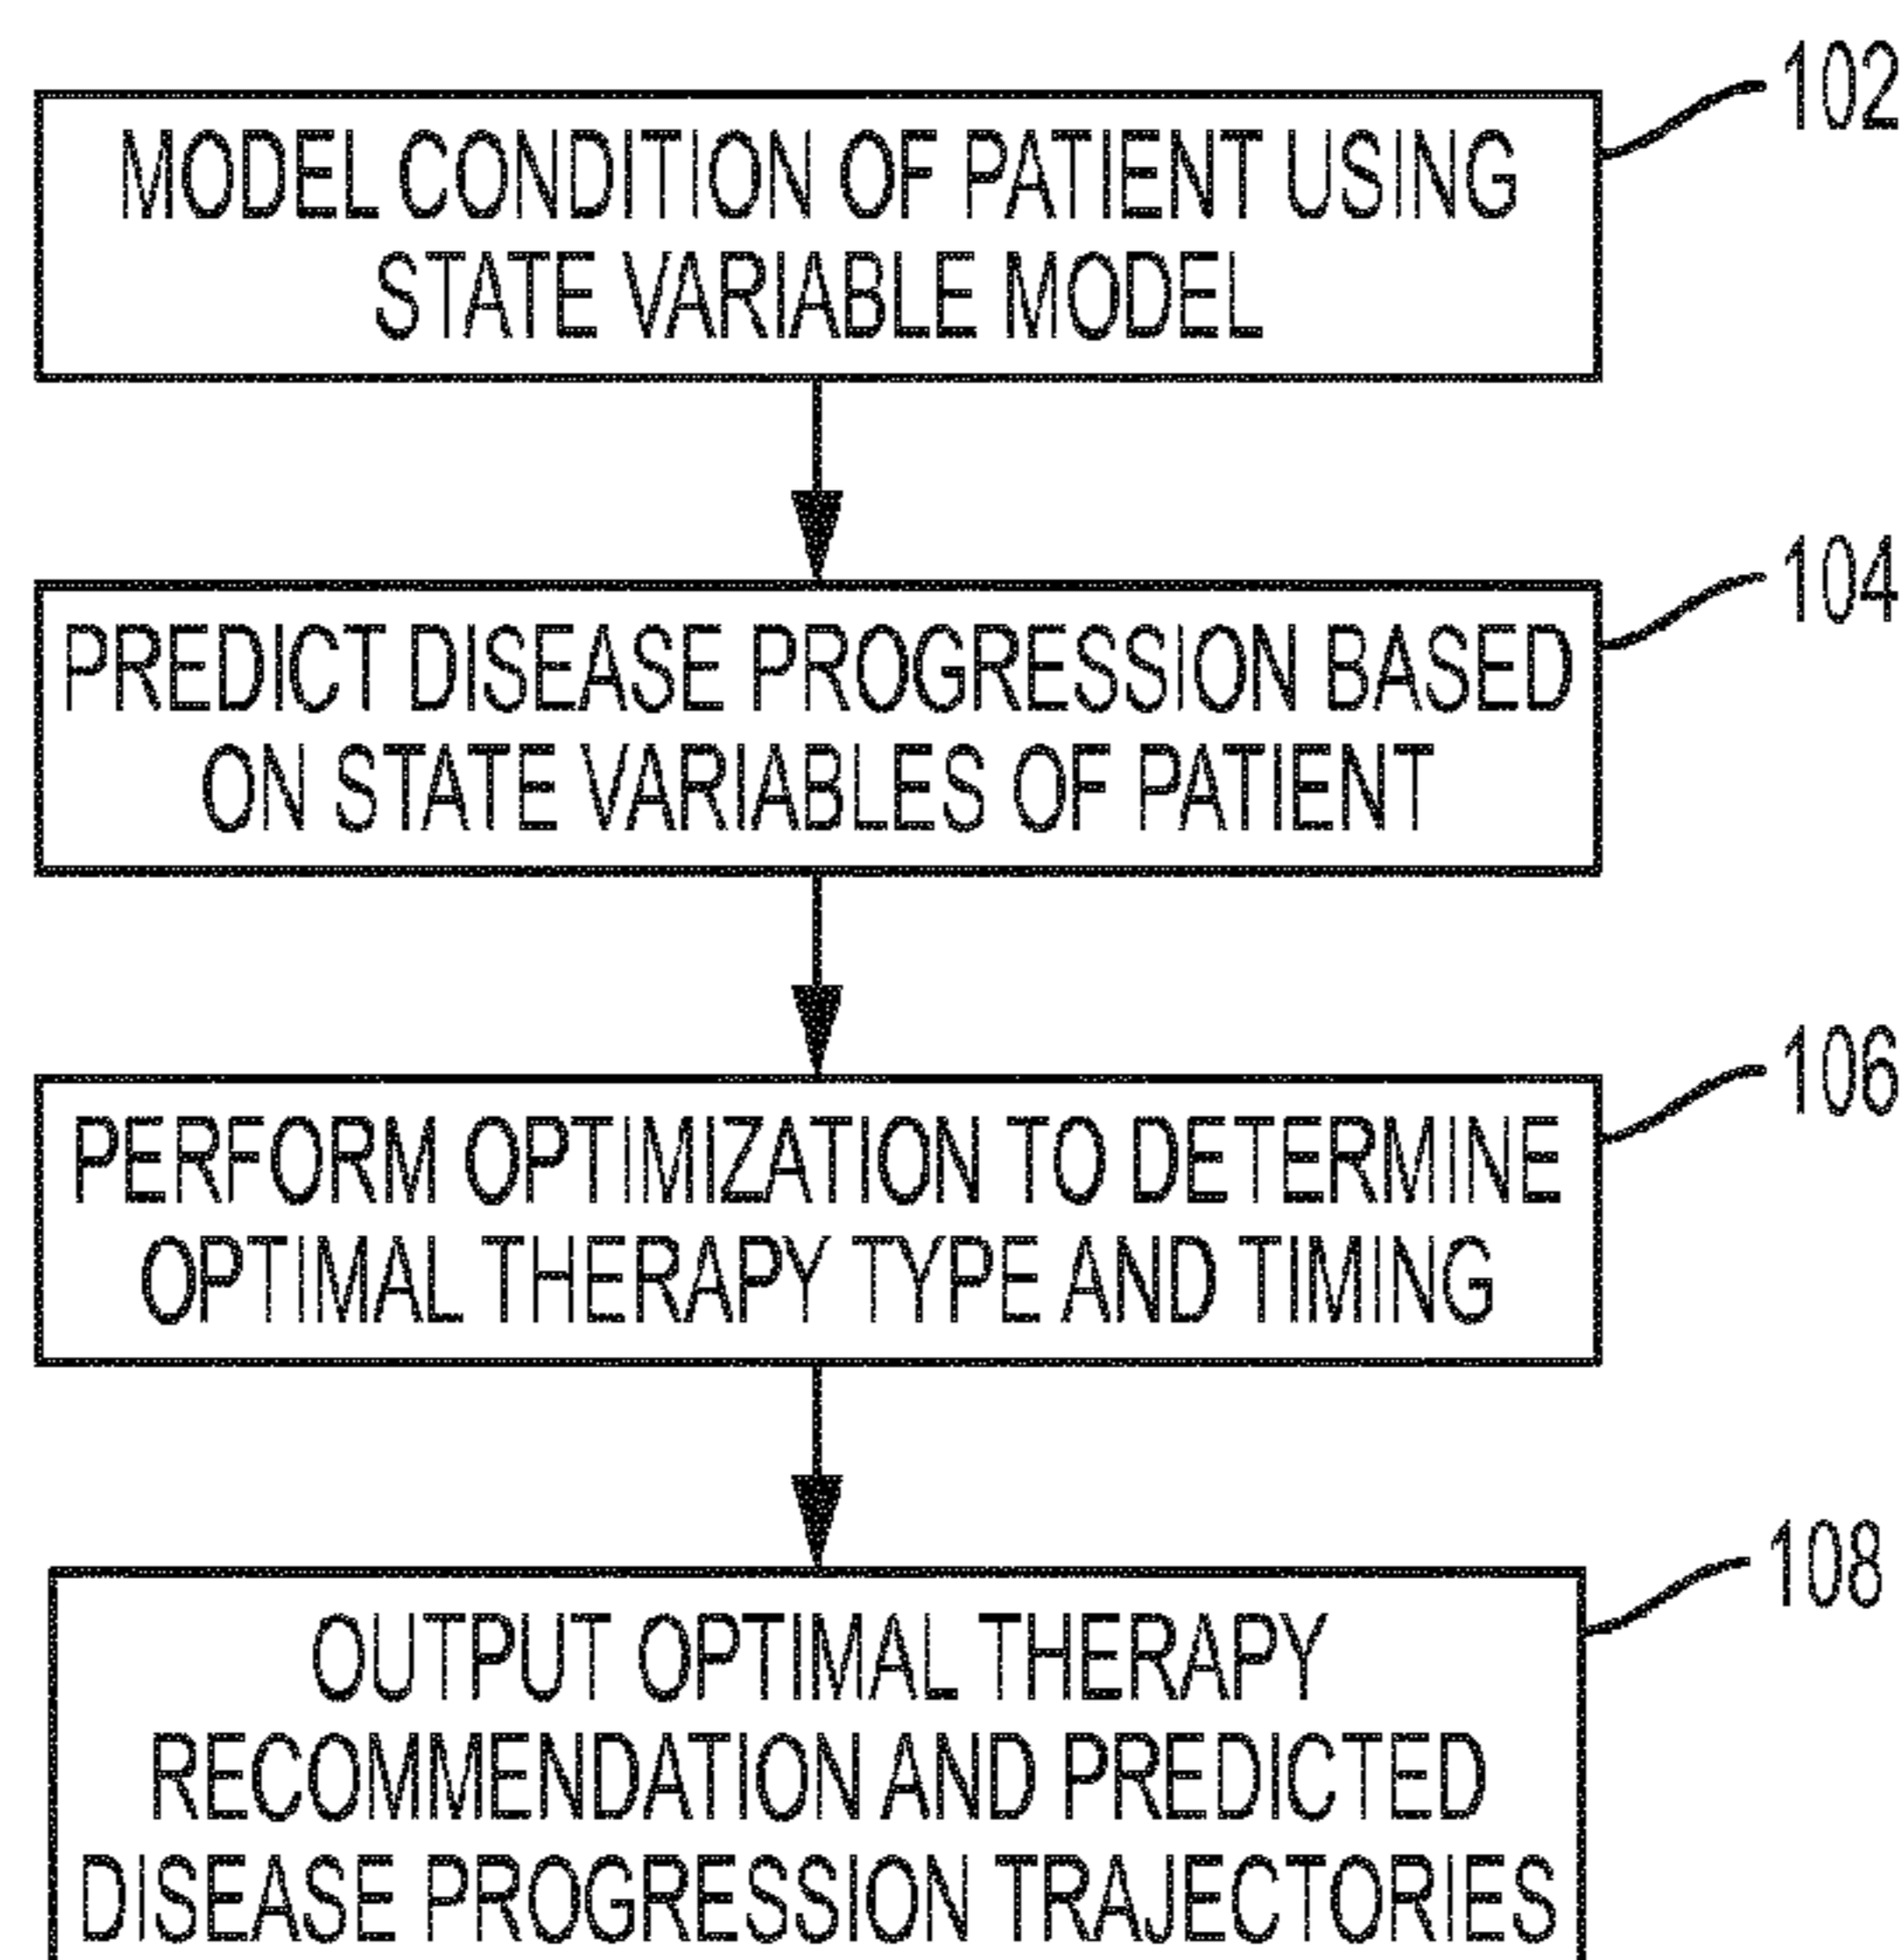 102
MODEL CONDITION OF PATIENT USING
STATE VARIABLE MODEL
104
PREDICT DISEASE PROGRESSION BASED
ON STATE VARIABLES OF PATIENT
106
PERFORM OPTIMIZATION TO DETERMINE
OPTIMAL THERAPY TYPE AND TIMING
108
OUTPUT OPTIMAL THERAPY
RECOMMENDATION AND PREDICTED
DISEASE PROGRESSION TRAJECTORIES